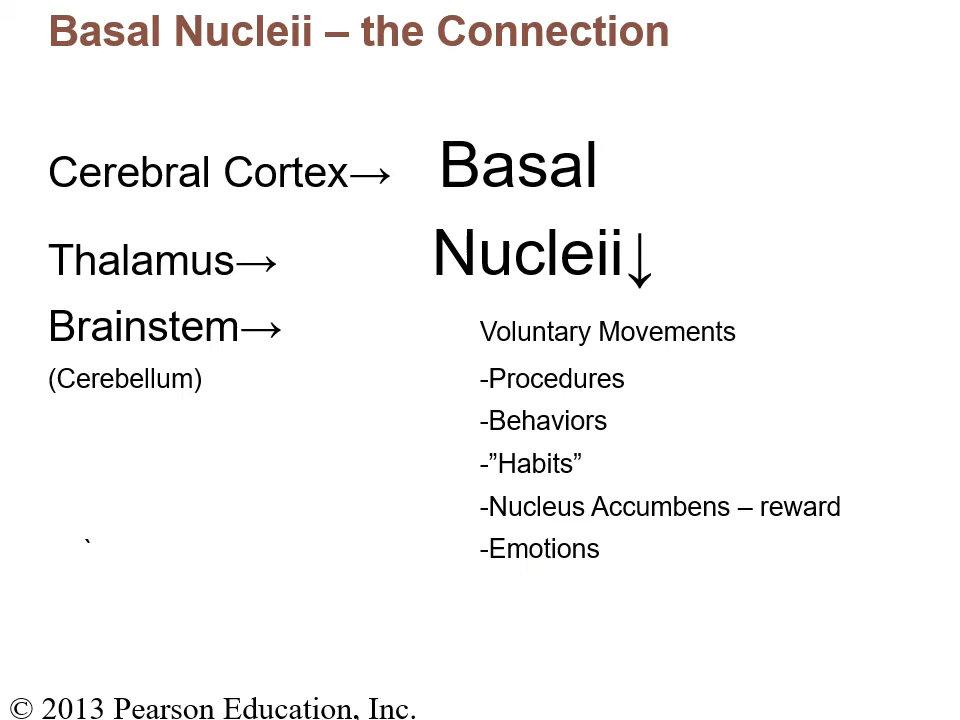 Basal Nucleii – the Connection
Cerebral Cortex→ Basal
Thalamus→ Nucleii↓
Brainstem→ Voluntary Movements
(Cerebellum) -Procedures
-Behaviors
-”Habits”
-Nucleus Accumbens – reward
` -Emotions
© 2013 Pearson Education, Inc.